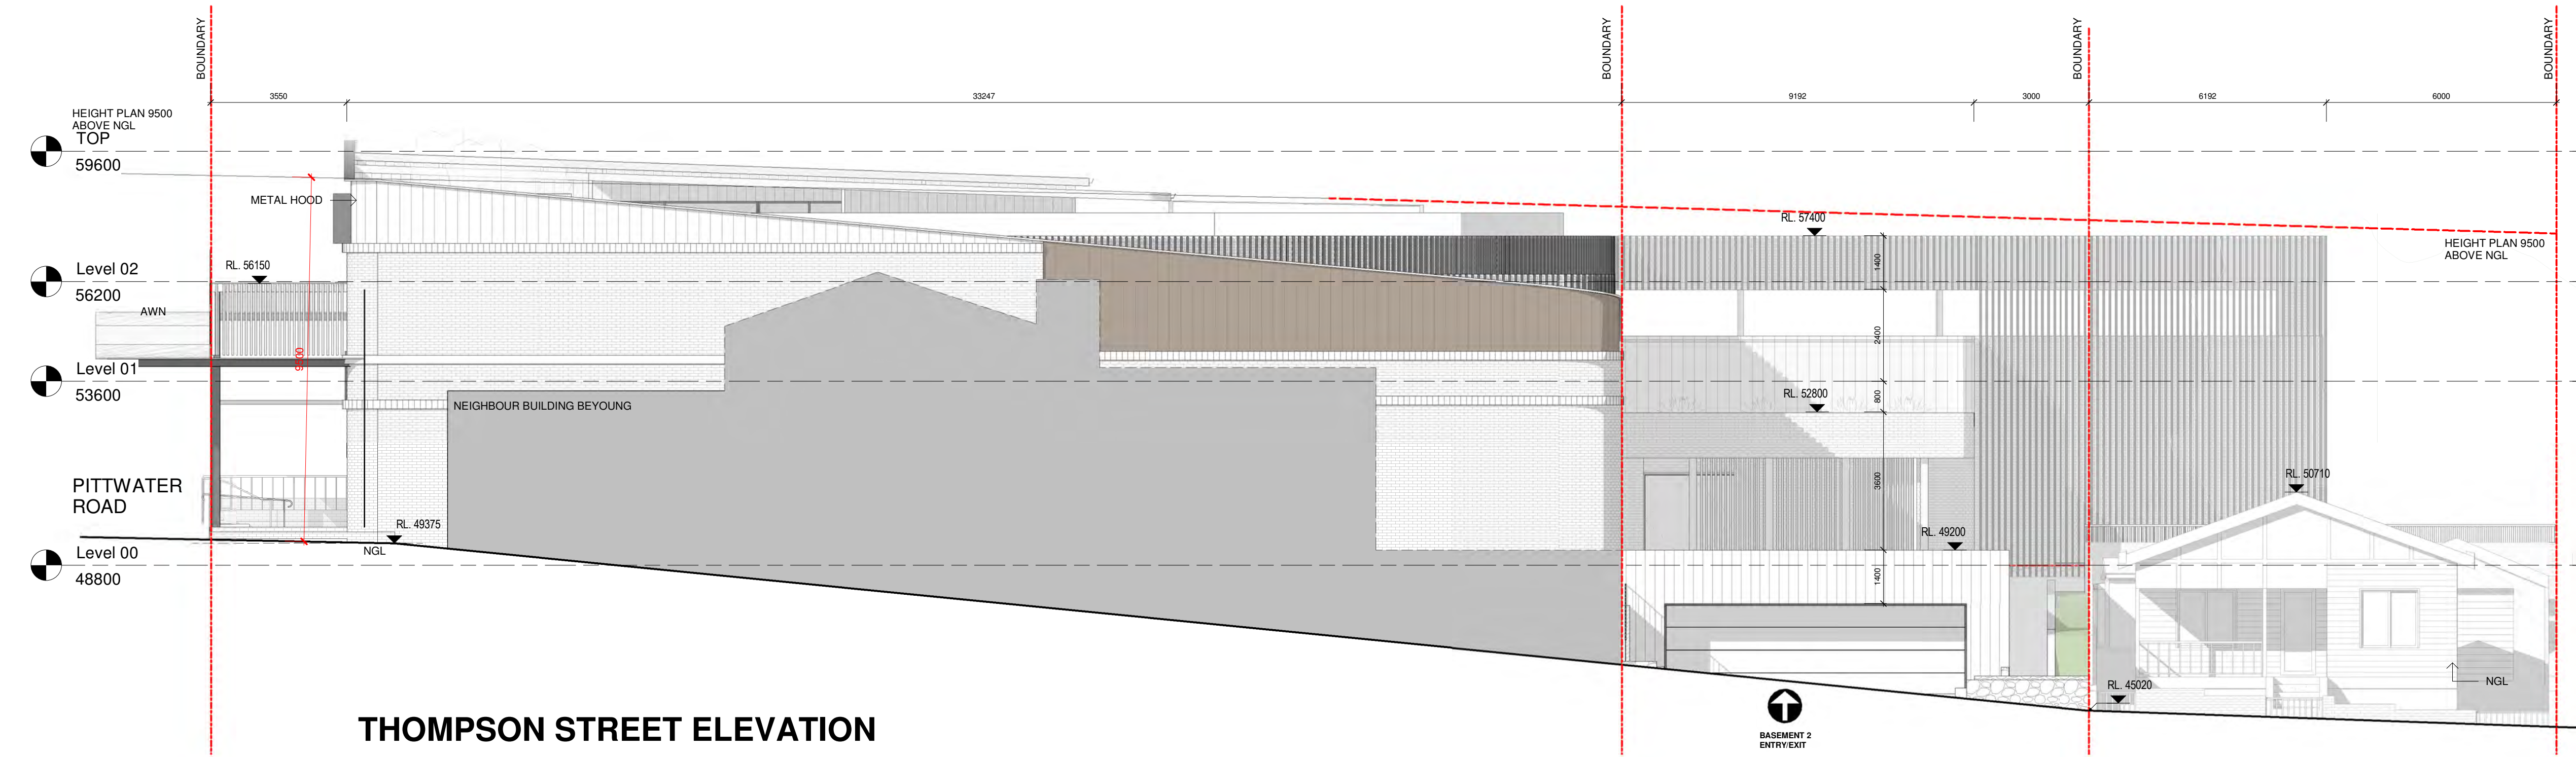 BOUNDARY
BOUNDARY
BOUNDARY
BOUNDARY
3550
33247
9192
3000
6192
6000
HEIGHT PLAN 9500
ABOVE NGL
TOP
59600
METAL HOOD
RL. 57400
HEIGHT PLAN 9500
ABOVE NGL
1400
Level 02
56200
RL. 56150
AWN
2400
9500
Level 01
53600
RL. 52800
800
NEIGHBOUR BUILDING BEYOUNG
PITTWATER
ROAD
3600
RL. 50710
RL. 49375
NGL
RL. 49200
Level 00
48800
1400
NGL
RL. 45020
BASEMENT 2
ENTRY/EXIT
THOMPSON STREET ELEVATION